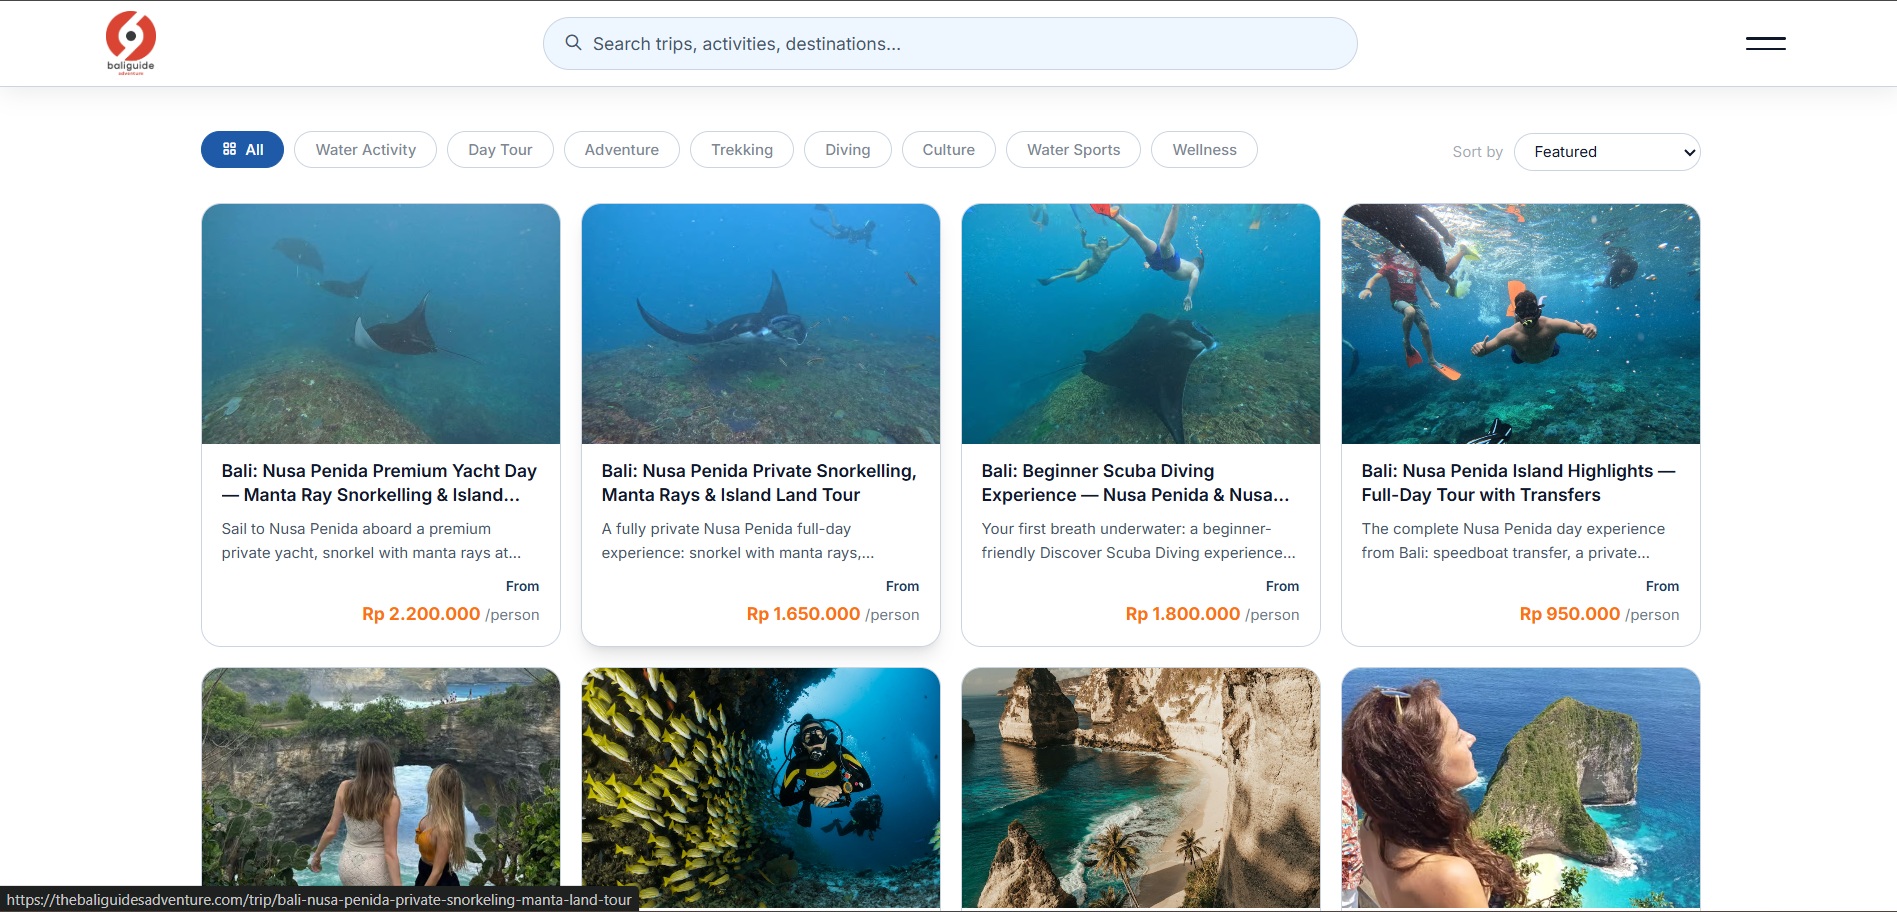 baliguide
adventure
Search trips, activities, destinations...
All
Water Activity
Day Tour
Adventure
Trekking
Diving
Culture
Water Sports
Wellness
Sort by
Featured
Bali: Nusa Penida Premium Yacht Day
— Manta Ray Snorkelling & Island...
Sail to Nusa Penida aboard a premium
private yacht, snorkel with manta rays at...
From
Rp 2.200.000 /person
Bali: Nusa Penida Private Snorkelling,
Manta Rays & Island Land Tour
A fully private Nusa Penida full-day
experience: snorkel with manta rays,...
From
Rp 1.650.000 /person
Bali: Beginner Scuba Diving
Experience — Nusa Penida & Nusa...
Your first breath underwater: a beginner-
friendly Discover Scuba Diving experience...
From
Rp 1.800.000 /person
Bali: Nusa Penida Island Highlights —
Full-Day Tour with Transfers
The complete Nusa Penida day experience
from Bali: speedboat transfer, a private...
From
Rp 950.000 /person
https://thebaliguidesadventure.com/trip/bali-nusa-penida-private-snorkeling-manta-land-tour